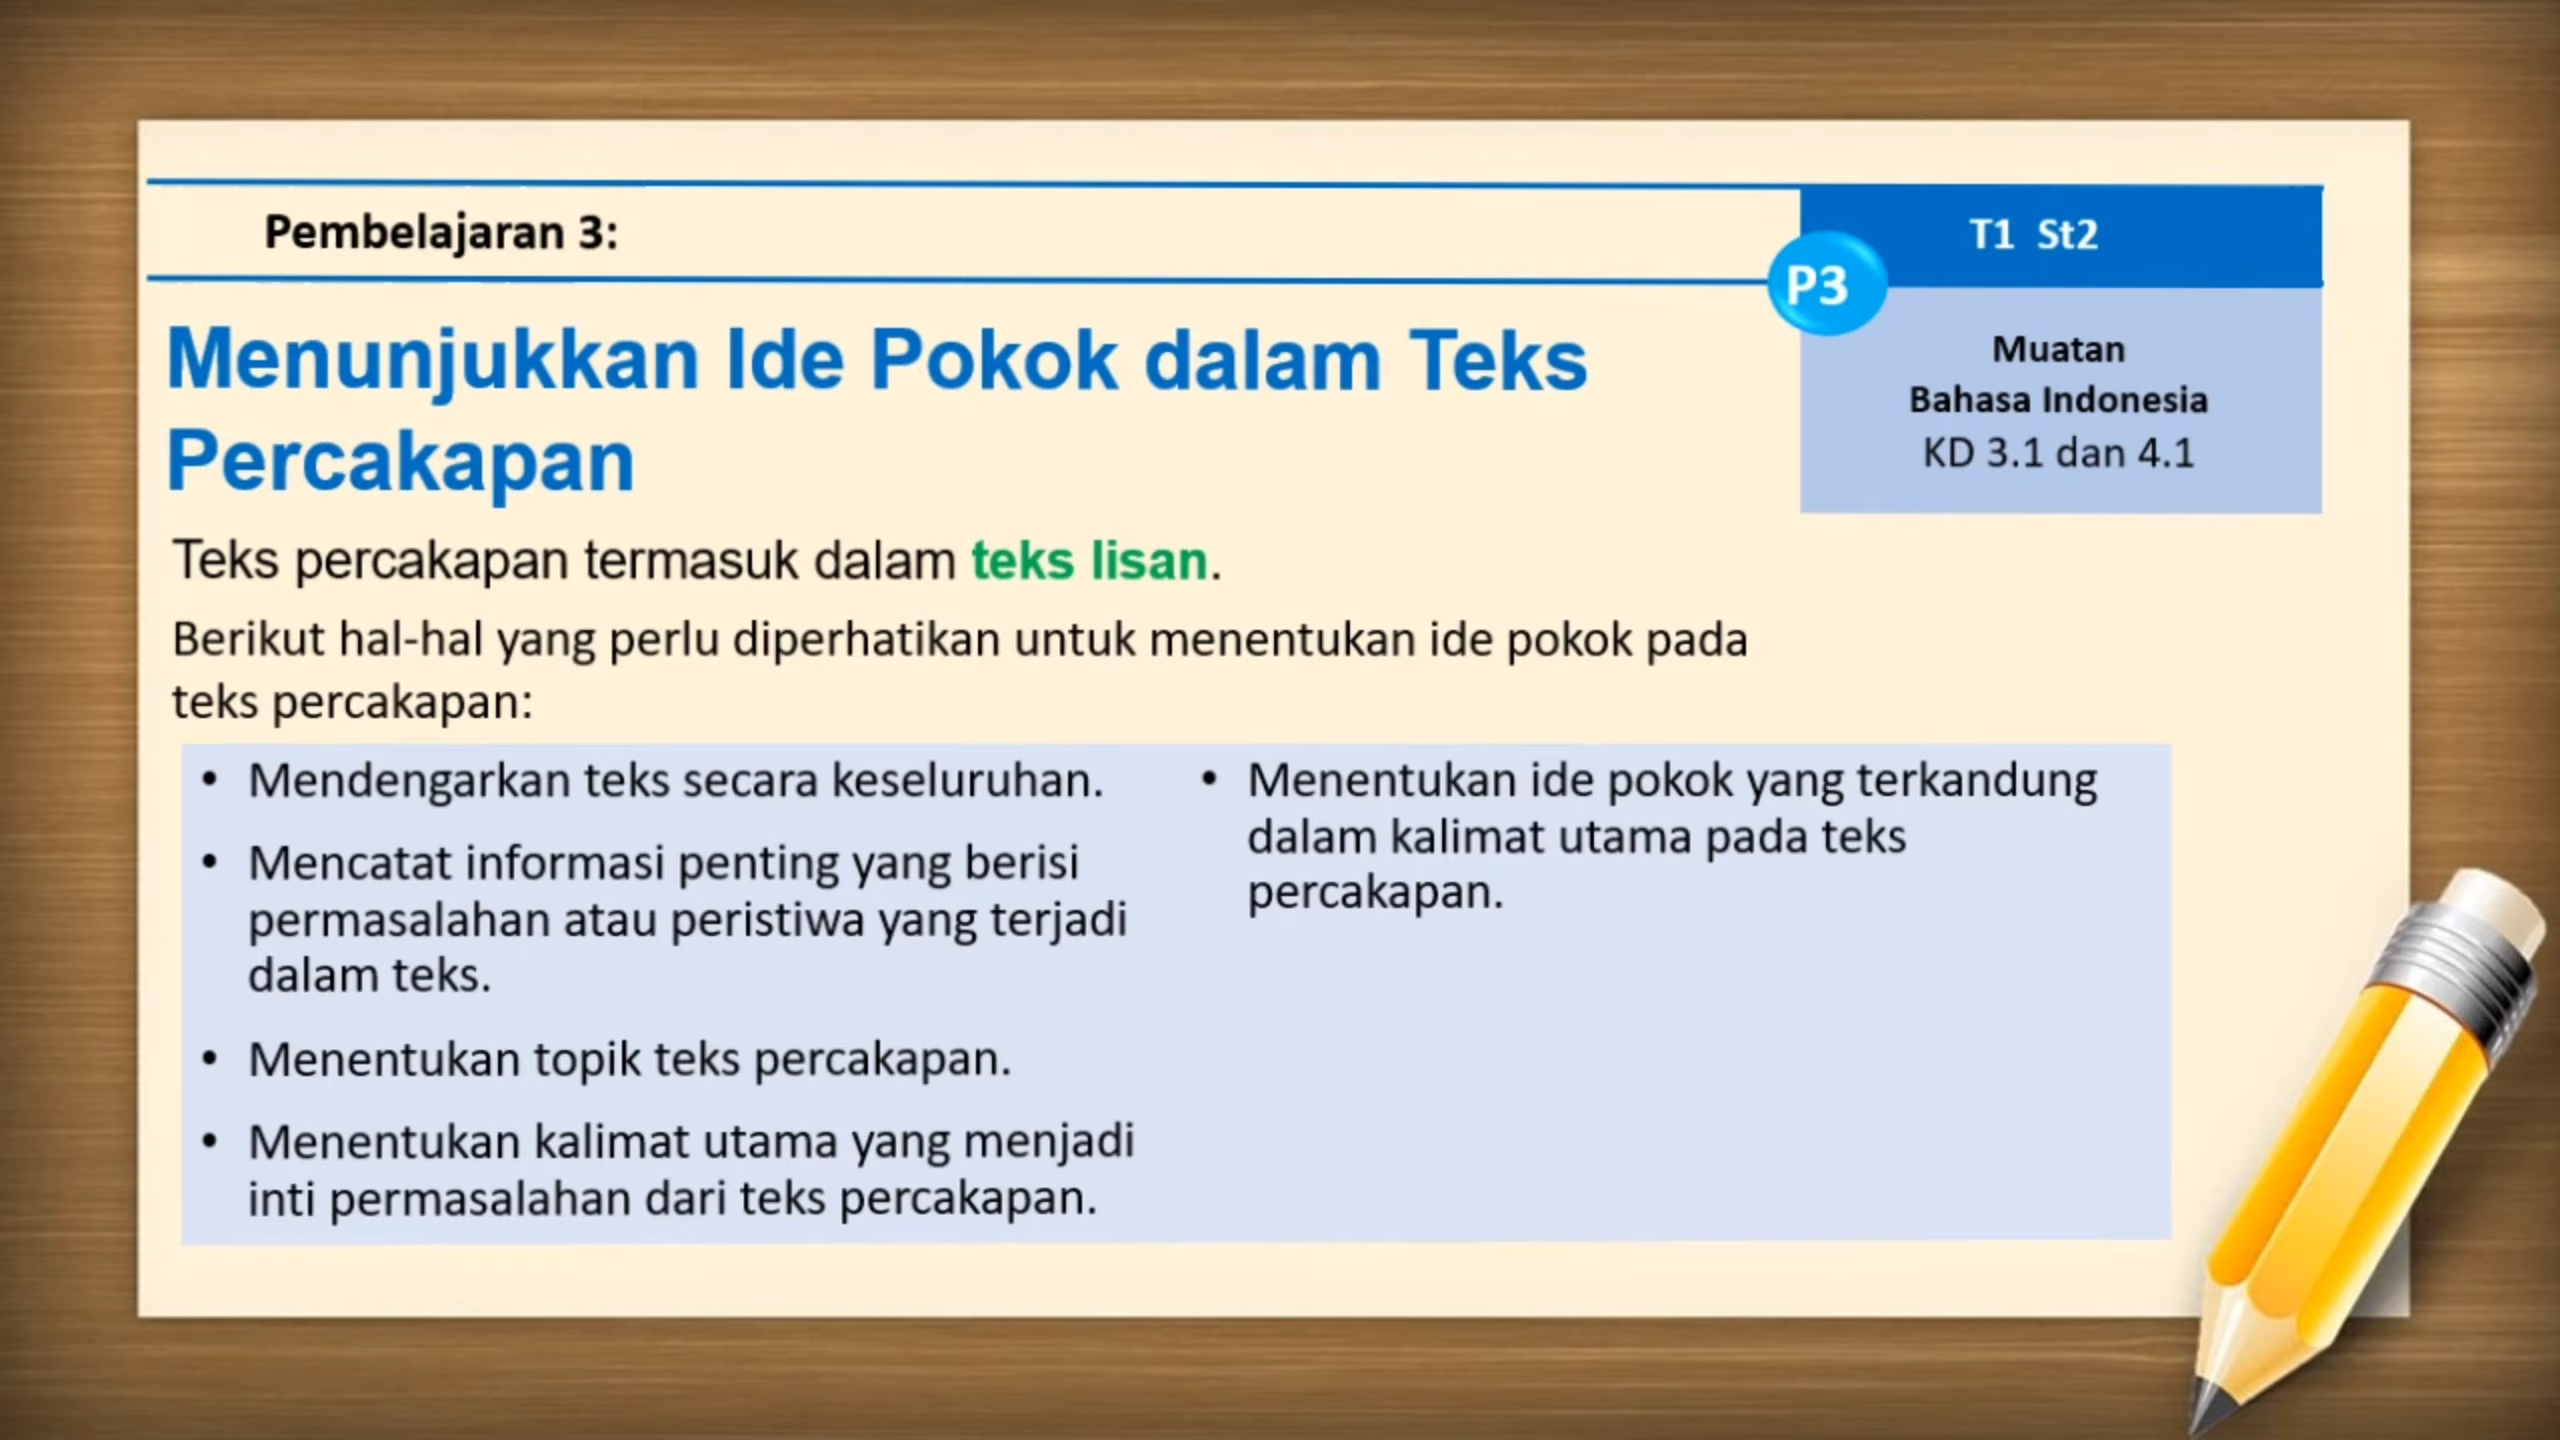 Pembelajaran 3:
T1 St2
P3
Muatan
Bahasa Indonesia
KD 3.1 dan 4.1
Menunjukkan Ide Pokok dalam Teks
Percakapan
Teks percakapan termasuk dalam teks lisan.
Berikut hal-hal yang perlu diperhatikan untuk menentukan ide pokok pada
teks percakapan:
• Mendengarkan teks secara keseluruhan.
• Mencatat informasi penting yang berisi
permasalahan atau peristiwa yang terjadi
dalam teks.
• Menentukan topik teks percakapan.
• Menentukan kalimat utama yang menjadi
inti permasalahan dari teks percakapan.
• Menentukan ide pokok yang terkandung
dalam kalimat utama pada teks
percakapan.